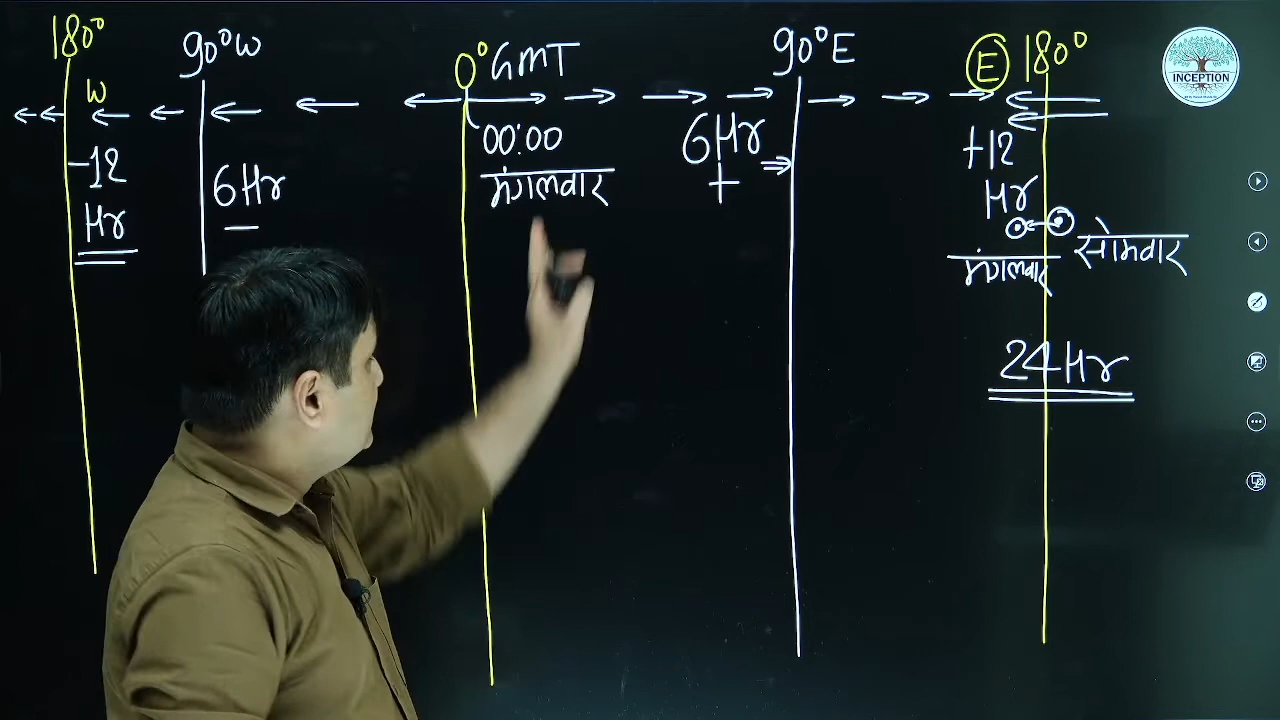 180°
90°W
0° GMT
90°E
E 180°
W
-12
Hr
6Hr
00:00
मंगलवार
6Hr
+
+12
Hr
मंगलवार
सोमवार
24Hr
INCEPTION